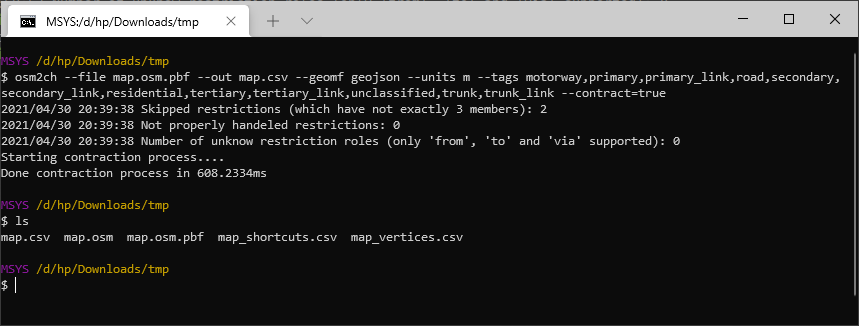 MSYS:/d/hp/Downloads/tmp
MSYS /d/hp/Downloads/tmp
$ osm2ch --file map.osm.pbf --out map.csv --geomf geojson --units m --tags motorway,primary,primary_link,road,secondary,
secondary_link,residential,tertiary,tertiary_link,unclassified,trunk,trunk_link --contract=true
2021/04/30 20:39:38 Skipped restrictions (which have not exactly 3 members): 2
2021/04/30 20:39:38 Not properly handeled restrictions: 0
2021/04/30 20:39:38 Number of unknow restriction roles (only 'from', 'to' and 'via' supported): 0
Starting contraction process....
Done contraction process in 608.2334ms
MSYS /d/hp/Downloads/tmp
$ ls
map.csv  map.osm  map.osm.pbf  map_shortcuts.csv  map_vertices.csv
MSYS /d/hp/Downloads/tmp
$